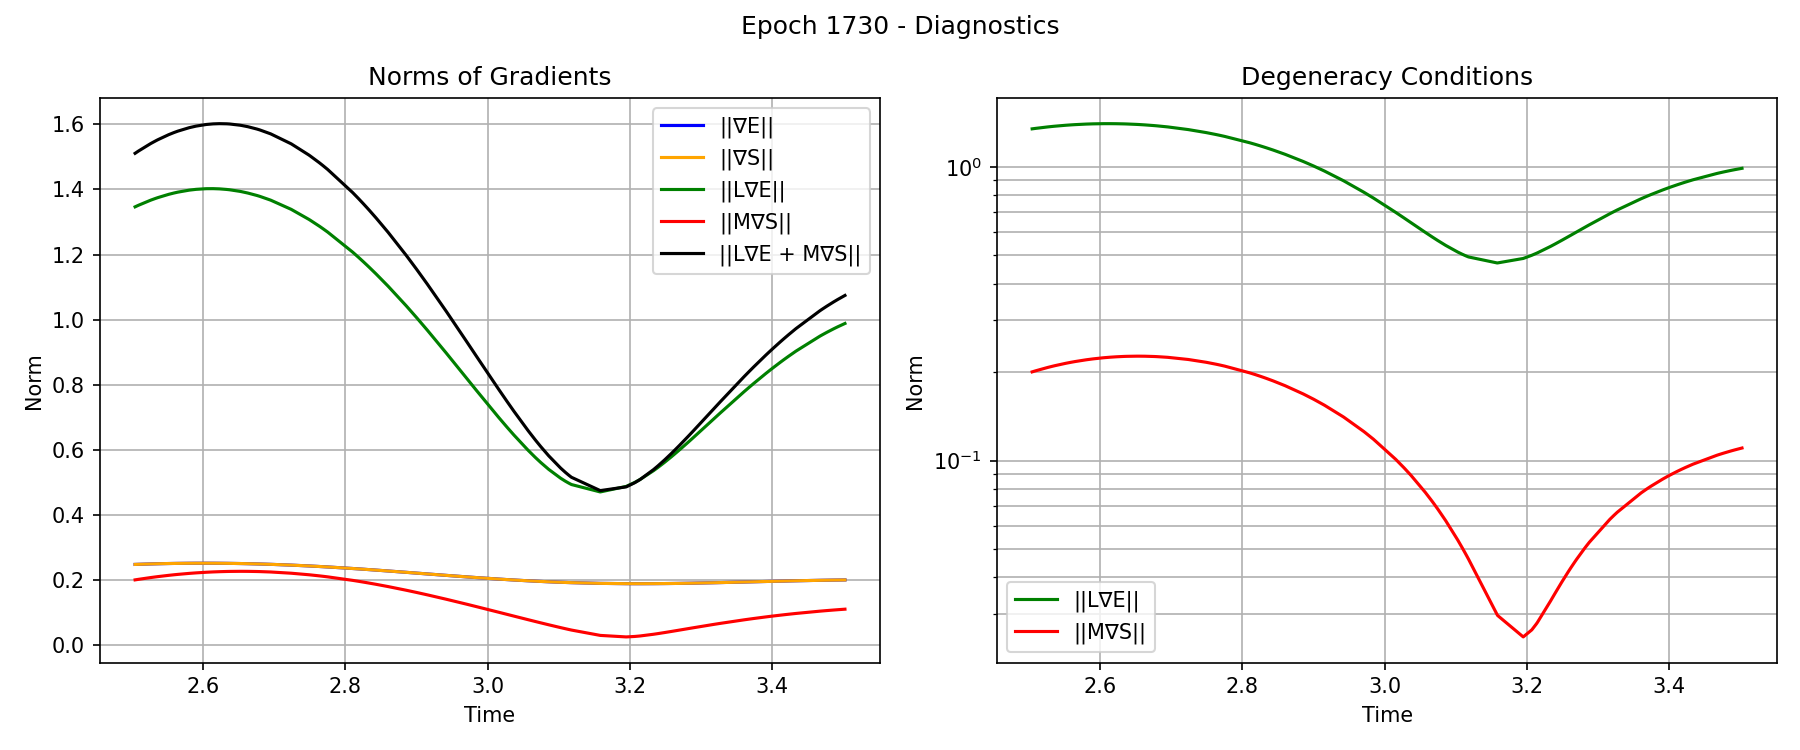 Epoch 1730 - Diagnostics
Norms of Gradients
1.6
1.4
1.2
1.0
0.8
0.6
0.4
0.2
0.0
Norm
2.6 2.8 3.0 3.2 3.4
Time
||∇E||
||∇S||
||L∇E||
||M∇S||
||L∇E + M∇S||
Degeneracy Conditions
10⁰
10⁻¹
Norm
2.6 2.8 3.0 3.2 3.4
Time
||L∇E||
||M∇S||